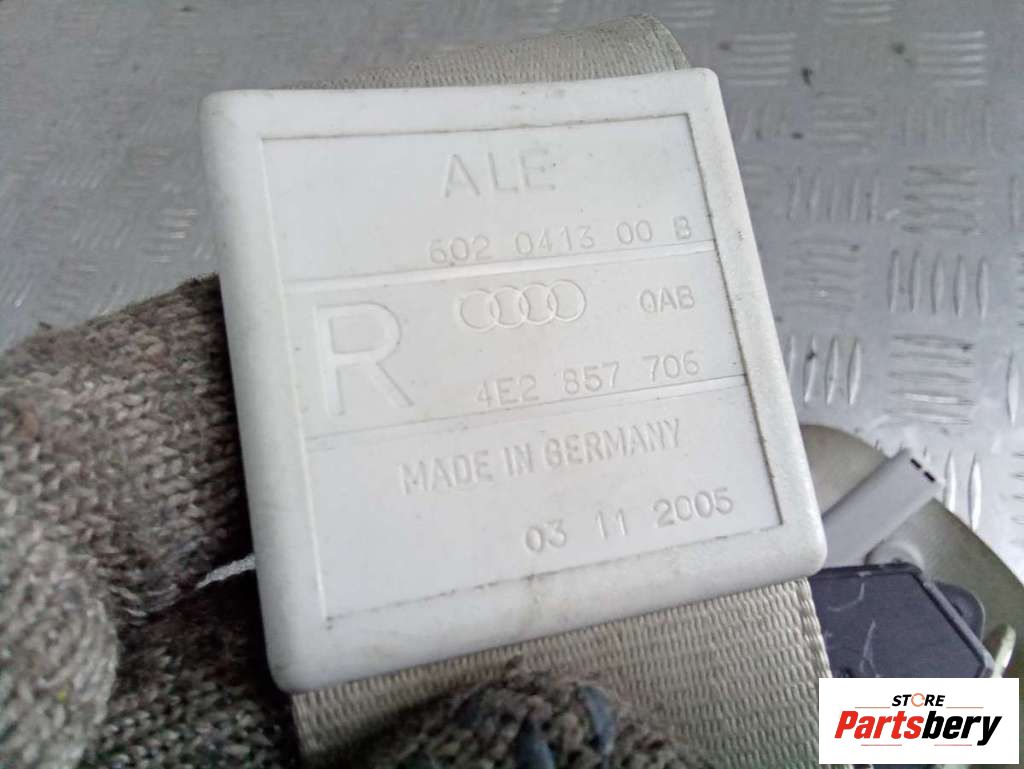 ALE
602 0413 00 B
R
QAB
4E2 857 706
MADE IN GERMANY
03 11 2005
STORE
Partsbery